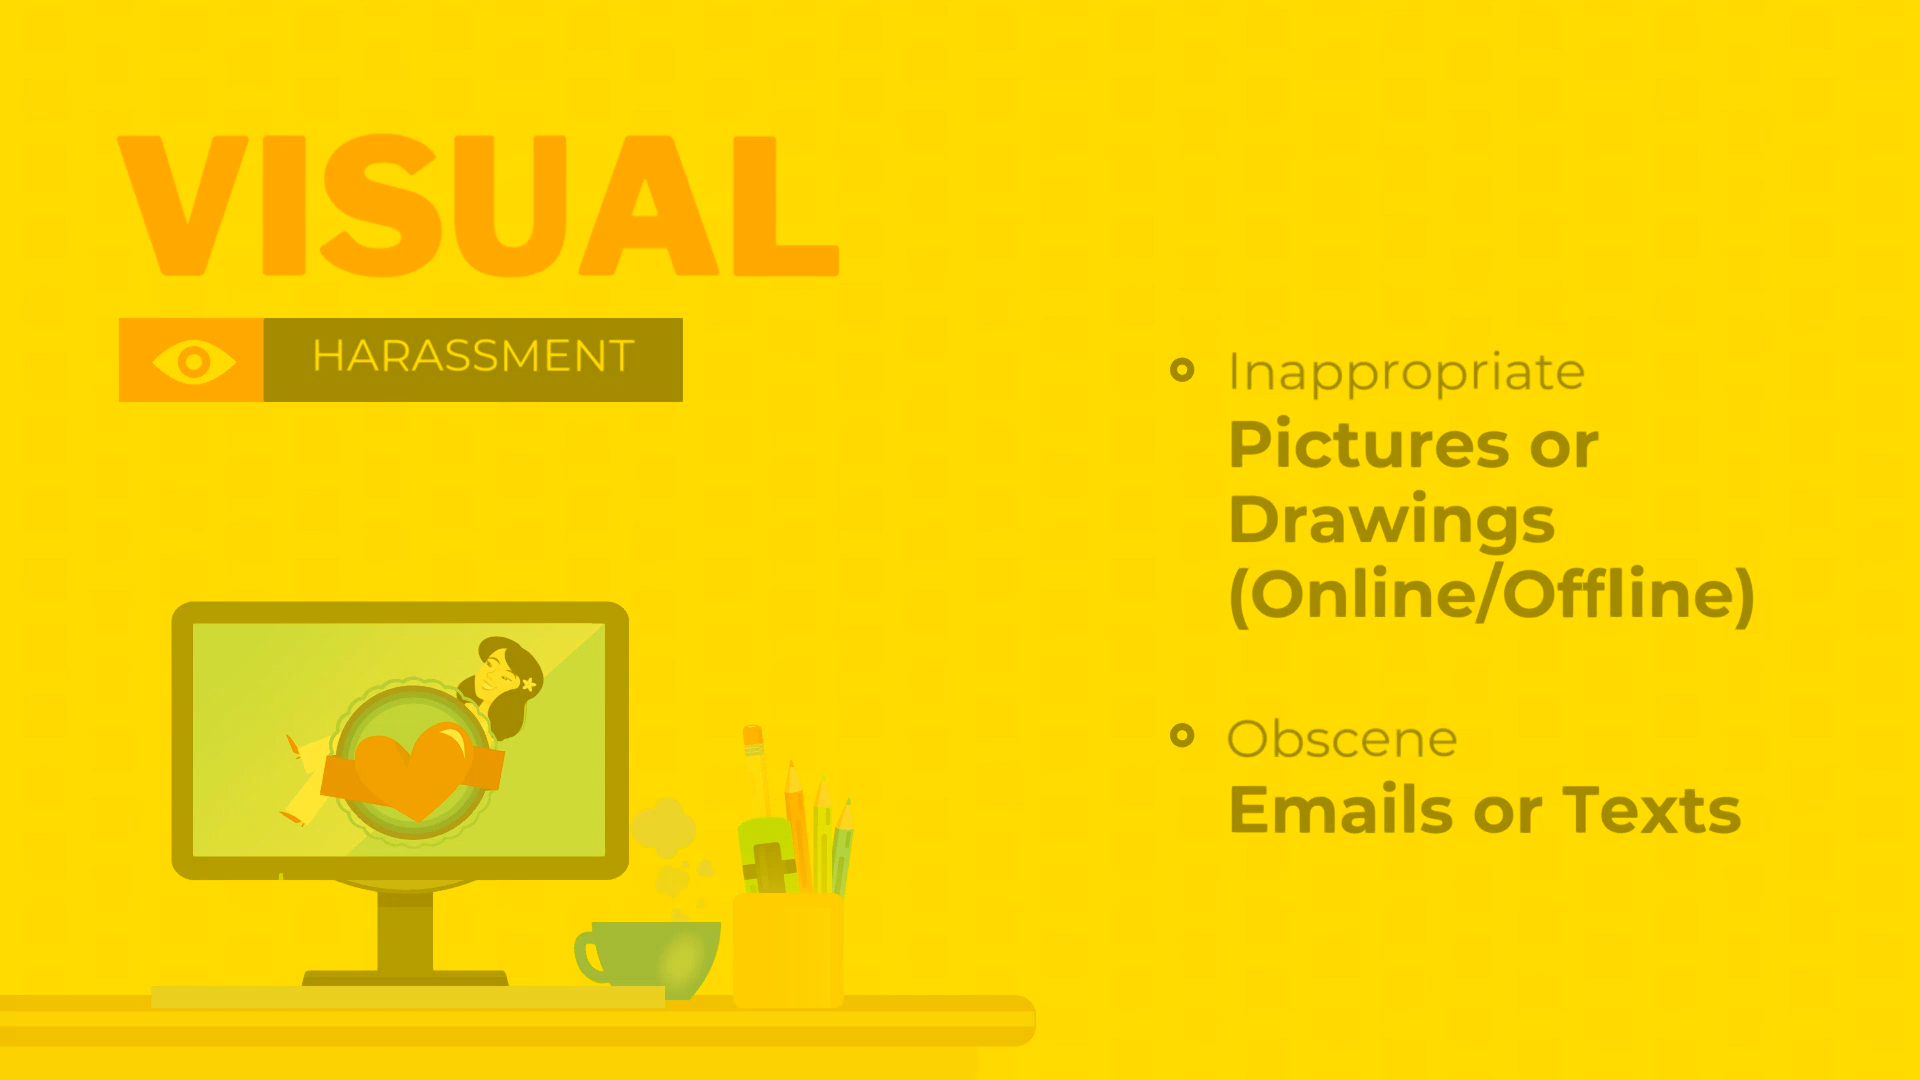 VISUAL
HARASSMENT
Inappropriate
Pictures or
Drawings
(Online/Offline)
Obscene
Emails or Texts